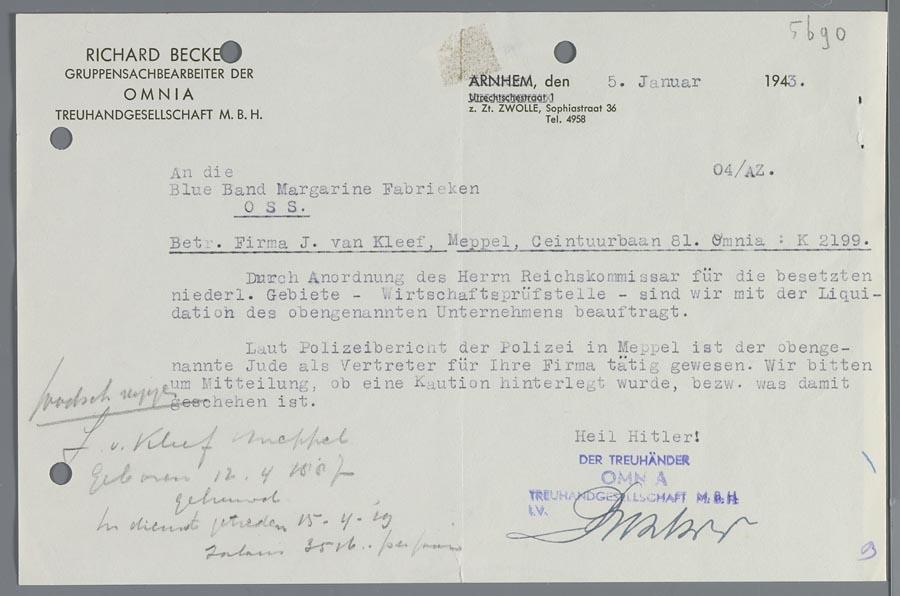 5690
RICHARD BECKE
GRUPPENSACHBEARBEITER DER
OMNIA
TREUHANDGESELLSCHAFT M. B. H.
ARNHEM, den 5. Januar 1943.
Utrechtschestraat 1
z. Zt. ZWOLLE, Sophiastraat 36
Tel. 4958
An die
04/AZ.
Blue Band Margarine Fabrieken
O S S.
Betr. Firma J. van Kleef, Meppel, Ceintuurbaan 81. Omnia : K 2199.
Durch Anordnung des Herrn Reichskommissar für die besetzten
niederl. Gebiete - Wirtschaftsprüfstelle - sind wir mit der Liqui-
dation des obengenannten Unternehmens beauftragt.
Laut Polizeibericht der Polizei in Meppel ist der obenge-
nannte Jude als Vertreter für Ihre Firma tätig gewesen. Wir bitten
um Mitteilung, ob eine Kaution hinterlegt wurde, bezw. was damit
geschehen ist.
Heil Hitler!
DER TREUHÄNDER
OMNIA
TREUHANDGESELLSCHAFT M. B. H.
I.V.
J. v. Kleef Meppel
Geboren 12.4
gehuwd
In dienst getreden 15-4-
Salaris